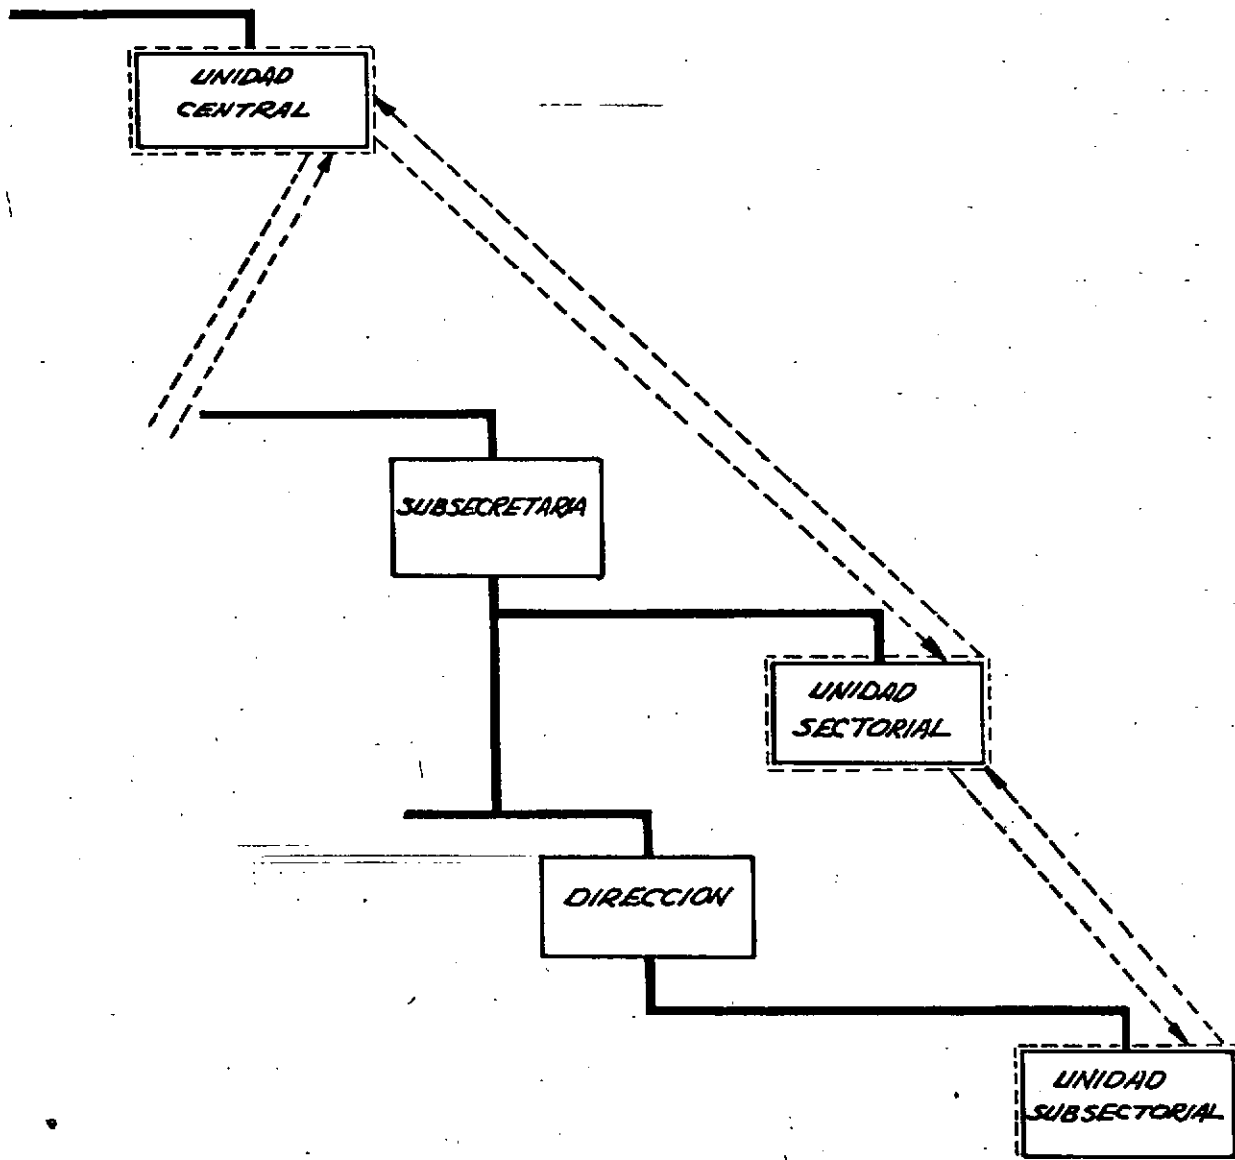 UNIDAD
CENTRAL
SUBSECRETARIA
UNIDAD
SECTORIAL
DIRECCION
UNIDAD
SUBSECTORIAL